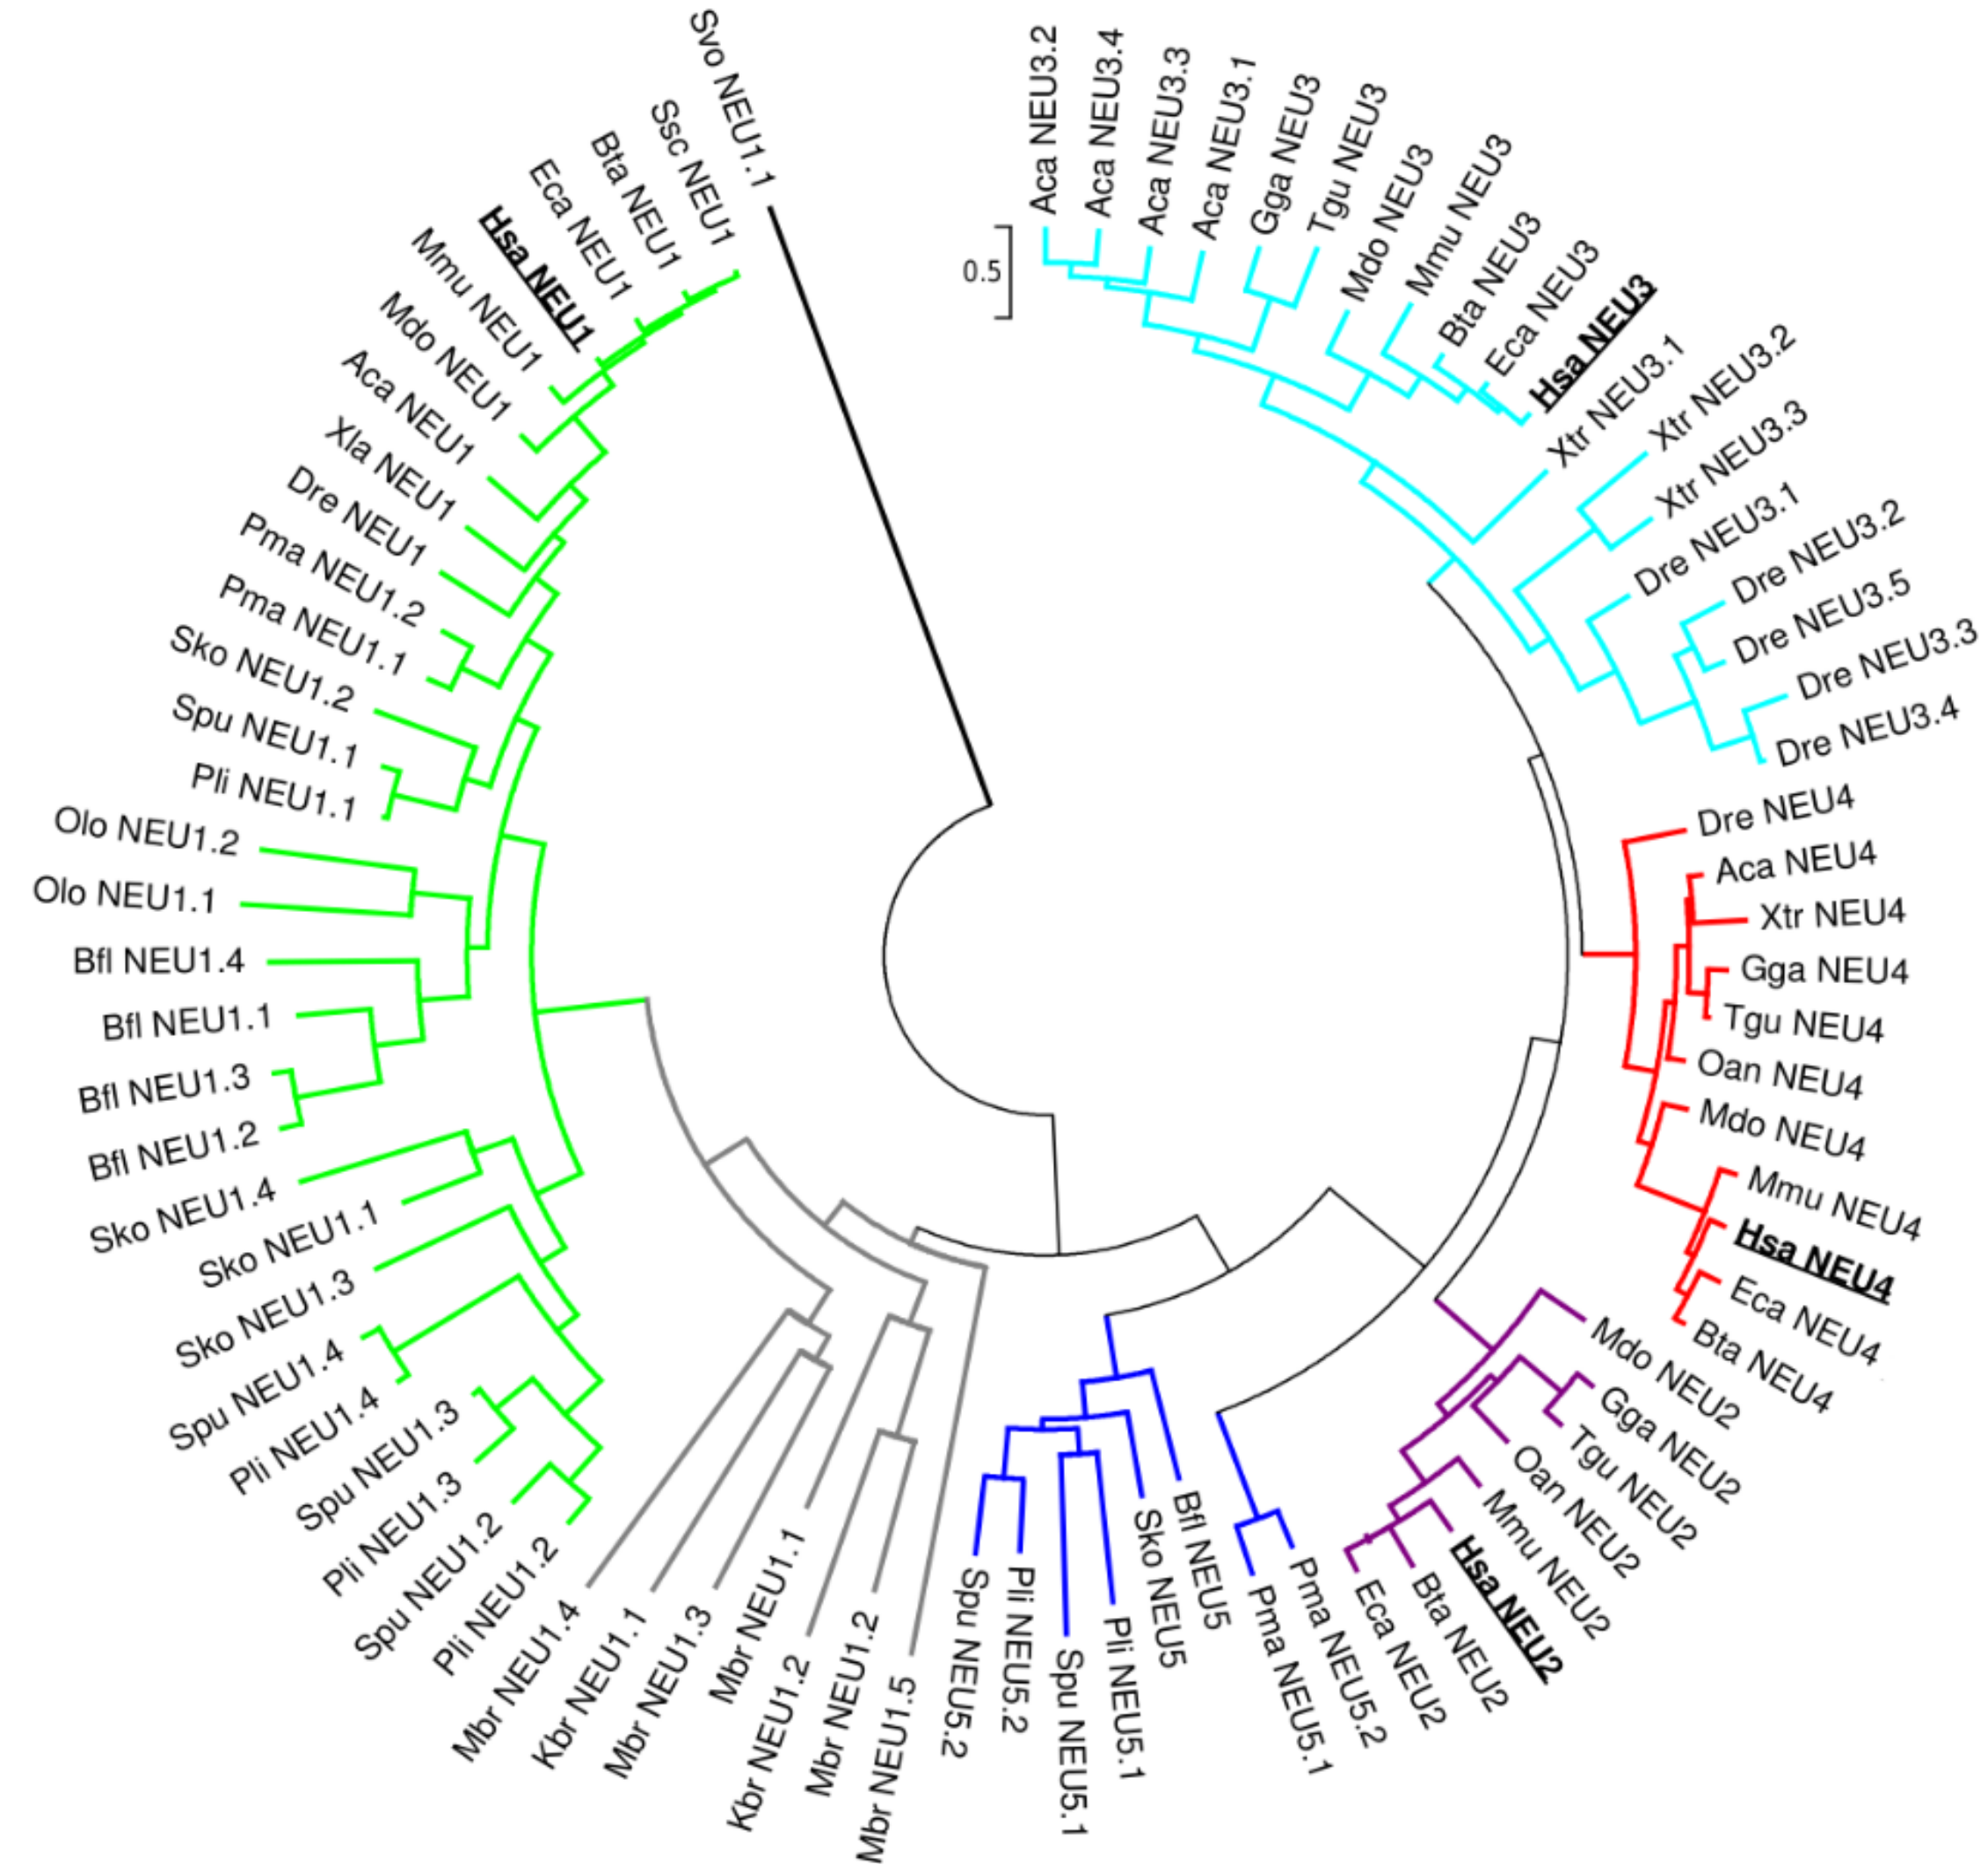 Svo NEU1.1
Aca NEU3.2
Aca NEU3.4
Aca NEU3.3
Aca NEU3.1
Gga NEU3
Tgu NEU3
Mdo NEU3
Mmu NEU3
Bta NEU3
Eca NEU3
Hsa NEU3
Xtr NEU3.1
Xtr NEU3.2
Xtr NEU3.3
Dre NEU3.1
Dre NEU3.2
Dre NEU3.5
Dre NEU3.3
Dre NEU3.4
Dre NEU4
Aca NEU4
Xtr NEU4
Gga NEU4
Tgu NEU4
Oan NEU4
Mdo NEU4
Mmu NEU4
Hsa NEU4
Eca NEU4
Bta NEU4
Mdo NEU2
Gga NEU2
Tgu NEU2
Oan NEU2
Mmu NEU2
Hsa NEU2
Bta NEU2
Eca NEU2
Pma NEU5.2
Pma NEU5.1
Bfl NEU5
Sko NEU5
Pli NEU5.1
Spu NEU5.1
Pli NEU5.2
Spu NEU5.2
Mbr NEU1.5
Mbr NEU1.2
Kbr NEU1.2
Mbr NEU1.1
Mbr NEU1.3
Kbr NEU1.1
Mbr NEU1.4
Pli NEU1.2
Spu NEU1.2
Pli NEU1.3
Spu NEU1.3
Pli NEU1.4
Spu NEU1.4
Sko NEU1.3
Sko NEU1.1
Sko NEU1.4
Bfl NEU1.2
Bfl NEU1.3
Bfl NEU1.1
Bfl NEU1.4
Olo NEU1.1
Olo NEU1.2
Pli NEU1.1
Spu NEU1.1
Sko NEU1.2
Pma NEU1.1
Pma NEU1.2
Dre NEU1
Xla NEU1
Aca NEU1
Mdo NEU1
Mmu NEU1
Hsa NEU1
Eca NEU1
Bta NEU1
Ssc NEU1
0.5